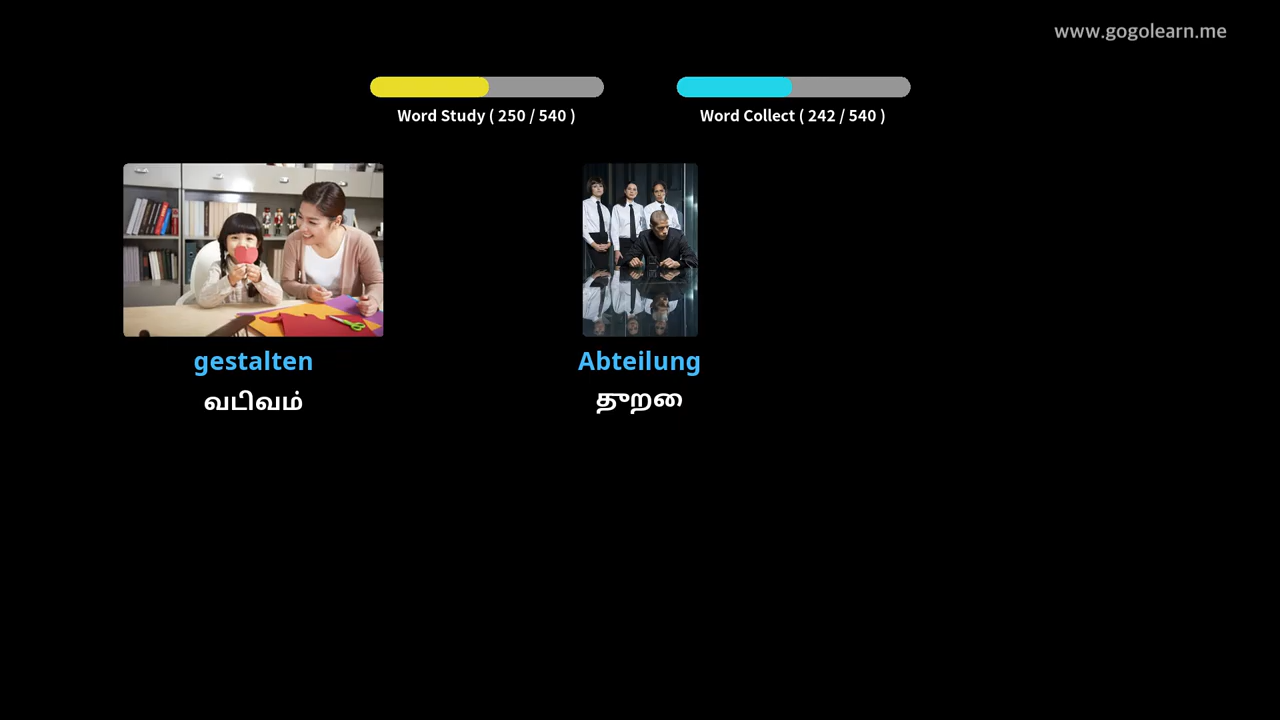 www.gogolearn.me
Word Study ( 250 / 540 )
Word Collect ( 242 / 540 )
gestalten
வடிவம்
Abteilung
துறை